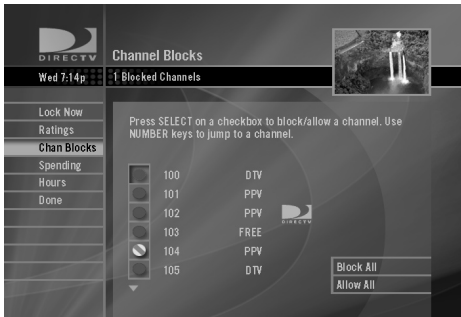 DIRECTV
Channel Blocks
Wed 7:14p
1 Blocked Channels
Lock Now
Ratings
Chan Blocks
Spending
Hours
Done
Press SELECT on a checkbox to block/allow a channel. Use
NUMBER keys to jump to a channel.
100 DTV
101 PPV
102 PPV
103 FREE
104 PPV
105 DTV
DIRECTV
Block All
Allow All